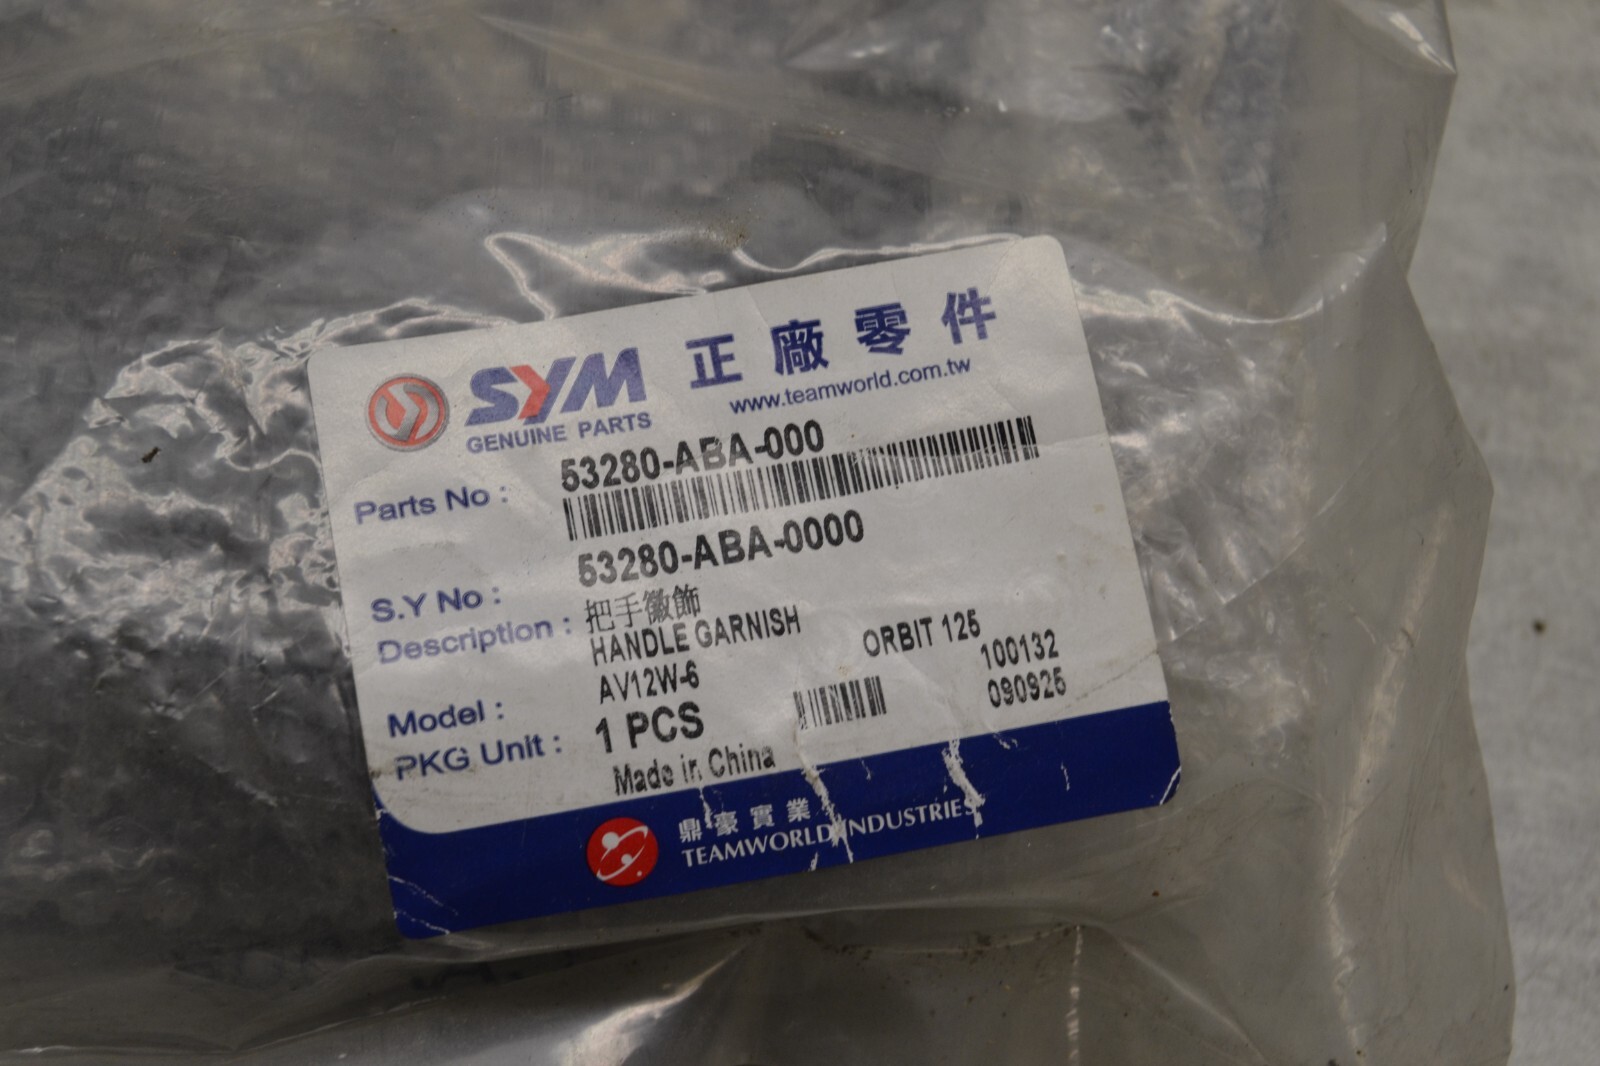 SYM 正廠零件
GENUINE PARTS www.teamworld.com.tw
Parts No : 53280-ABA-000
S.Y No : 53280-ABA-0000
Description : 把手徽飾
HANDLE GARNISH
Model : AV12W-6 ORBIT 125
PKG Unit : 1 PCS 100132
Made in China 090925
鼎豪實業
TEAMWORLD INDUSTRIES